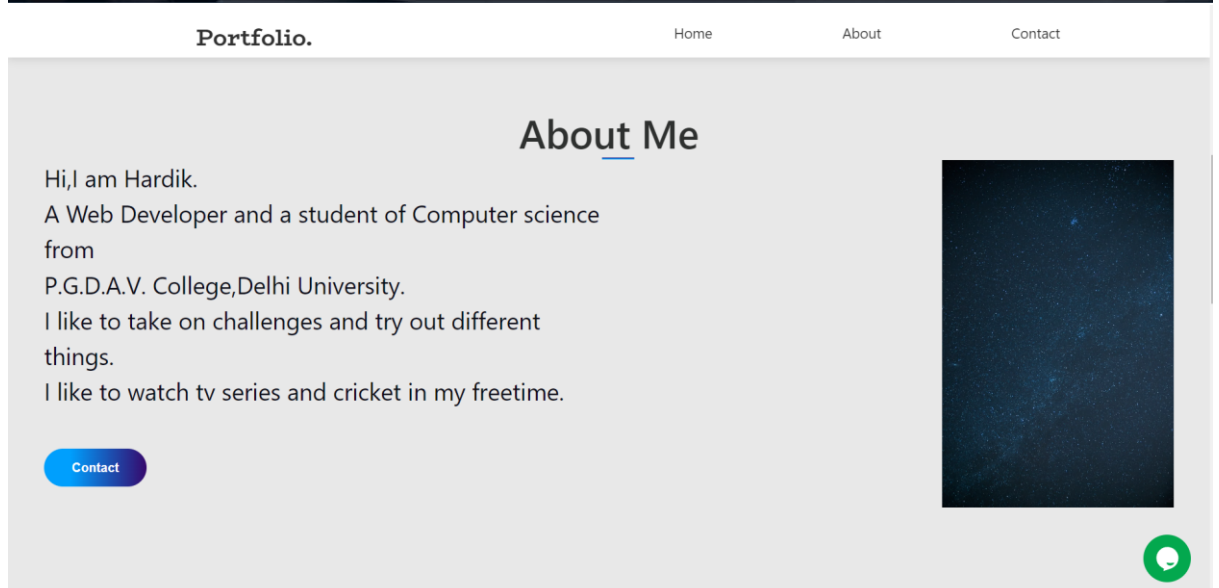 Portfolio.
Home
About
Contact
About Me
Hi,I am Hardik.
A Web Developer and a student of Computer science
from
P.G.D.A.V. College,Delhi University.
I like to take on challenges and try out different
things.
I like to watch tv series and cricket in my freetime.
Contact